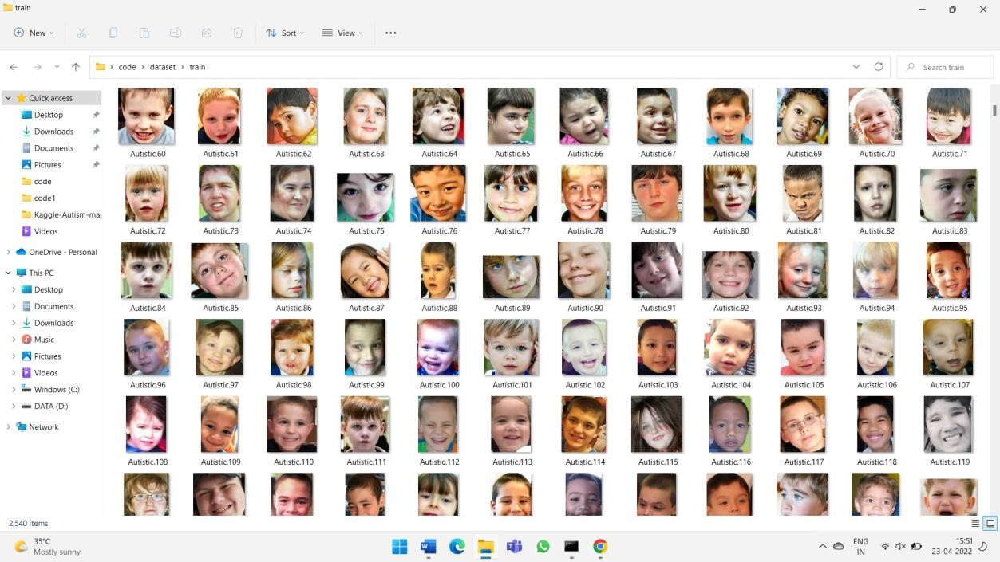 train
New
Sort
View
code
dataset
train
Search train
Quick access
Desktop
Downloads
Documents
Pictures
code
code1
Kaggle-Autism-mas
Videos
OneDrive - Personal
This PC
Desktop
Documents
Downloads
Music
Pictures
Videos
Windows (C:)
DATA (D:)
Network
Autistic.60 Autistic.61 Autistic.62 Autistic.63 Autistic.64 Autistic.65 Autistic.66 Autistic.67 Autistic.68 Autistic.69 Autistic.70 Autistic.71
Autistic.72 Autistic.73 Autistic.74 Autistic.75 Autistic.76 Autistic.77 Autistic.78 Autistic.79 Autistic.80 Autistic.81 Autistic.82 Autistic.83
Autistic.84 Autistic.85 Autistic.86 Autistic.87 Autistic.88 Autistic.89 Autistic.90 Autistic.91 Autistic.92 Autistic.93 Autistic.94 Autistic.95
Autistic.96 Autistic.97 Autistic.98 Autistic.99 Autistic.100 Autistic.101 Autistic.102 Autistic.103 Autistic.104 Autistic.105 Autistic.106 Autistic.107
Autistic.108 Autistic.109 Autistic.110 Autistic.111 Autistic.112 Autistic.113 Autistic.114 Autistic.115 Autistic.116 Autistic.117 Autistic.118 Autistic.119
2,540 items
35°C
Mostly sunny
ENG
IN
15:51
23-04-2022